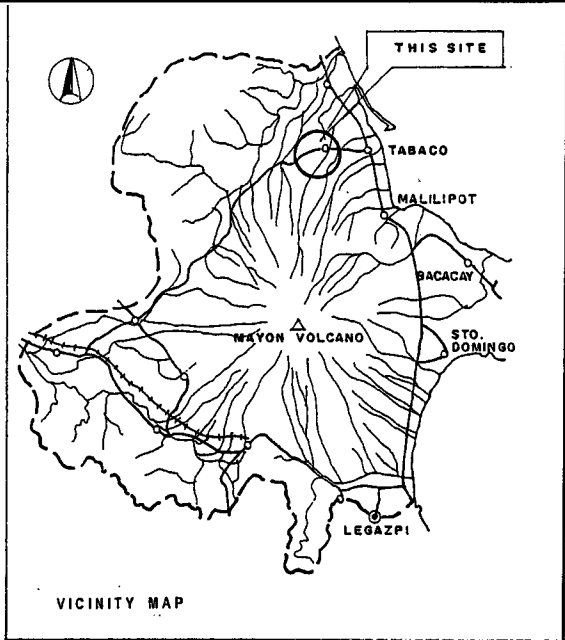 THIS SITE
TABACO
MALILIPOT
BACACAY
STO.
DOMINGO
MAYON VOLCANO
LEGAZPI
VICINITY MAP